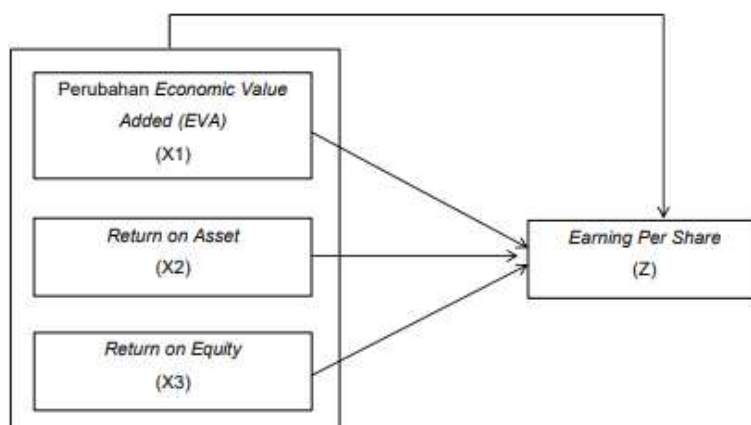 Perubahan Economic Value
Added (EVA)
(X1)
Return on Asset
(X2)
Return on Equity
(X3)
Earning Per Share
(Z)